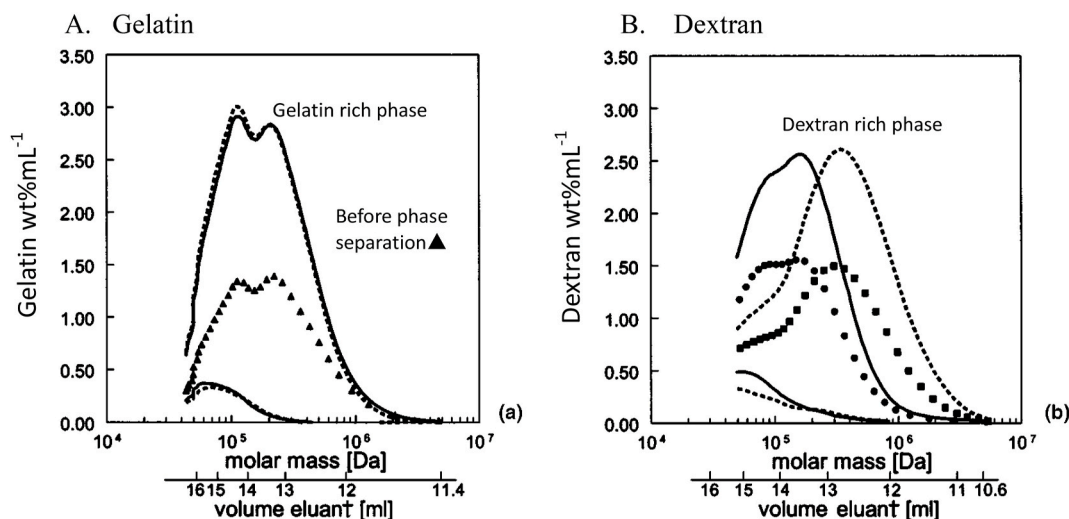 A. Gelatin
Gelatin wt%mL⁻¹
3.50
3.00
2.50
2.00
1.50
1.00
0.50
0.00
Gelatin rich phase
Before phase
separation▲
(a)
10⁴ 10⁵ 10⁶ 10⁷
molar mass [Da]
16 15 14 13 12 11.4
volume eluant [ml]
B. Dextran
Dextran wt%mL⁻¹
3.50
3.00
2.50
2.00
1.50
1.00
0.50
0.00
Dextran rich phase
(b)
10⁴ 10⁵ 10⁶ 10⁷
molar mass [Da]
16 15 14 13 12 11 10.6
volume eluant [ml]